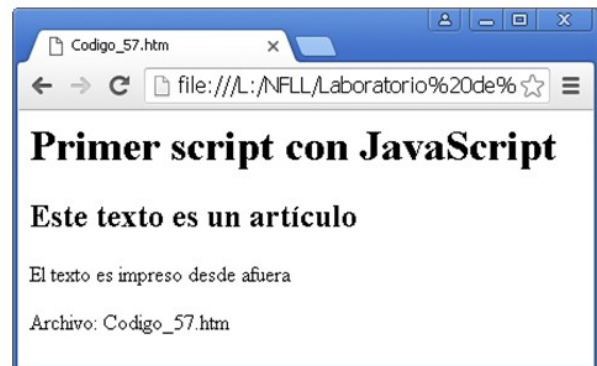 Codigo_57.htm
file:///L:/NFLL/Laboratorio%20de%
Primer script con JavaScript
Este texto es un artículo
El texto es impreso desde afuera
Archivo: Codigo_57.htm